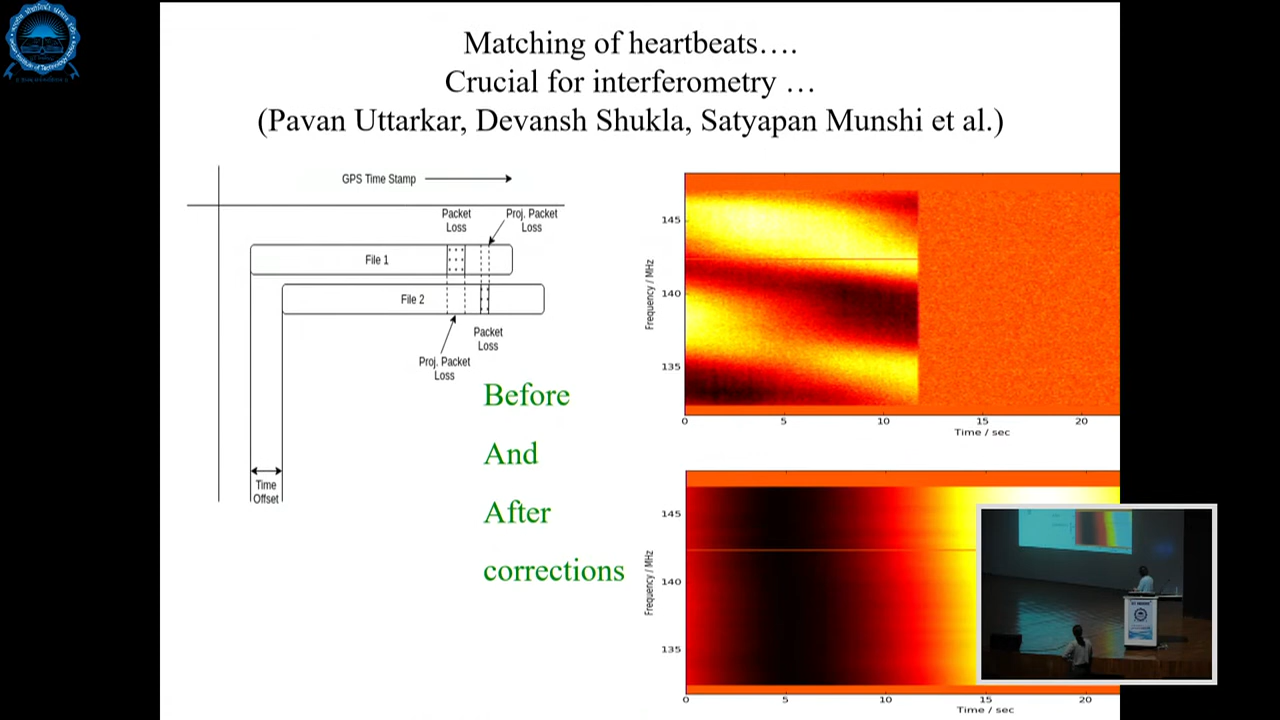 Matching of heartbeats….
Crucial for interferometry …
(Pavan Uttarkar, Devansh Shukla, Satyapan Munshi et al.)
GPS Time Stamp
Packet
Loss
Proj. Packet
Loss
File 1
File 2
Packet
Loss
Proj. Packet
Loss
Time
Offset
Before
And
After
corrections
145
140
135
Frequency / MHz
0 5 10 15 20
Time / sec
145
140
135
Frequency / MHz
0 5 10 15 20
Time / sec